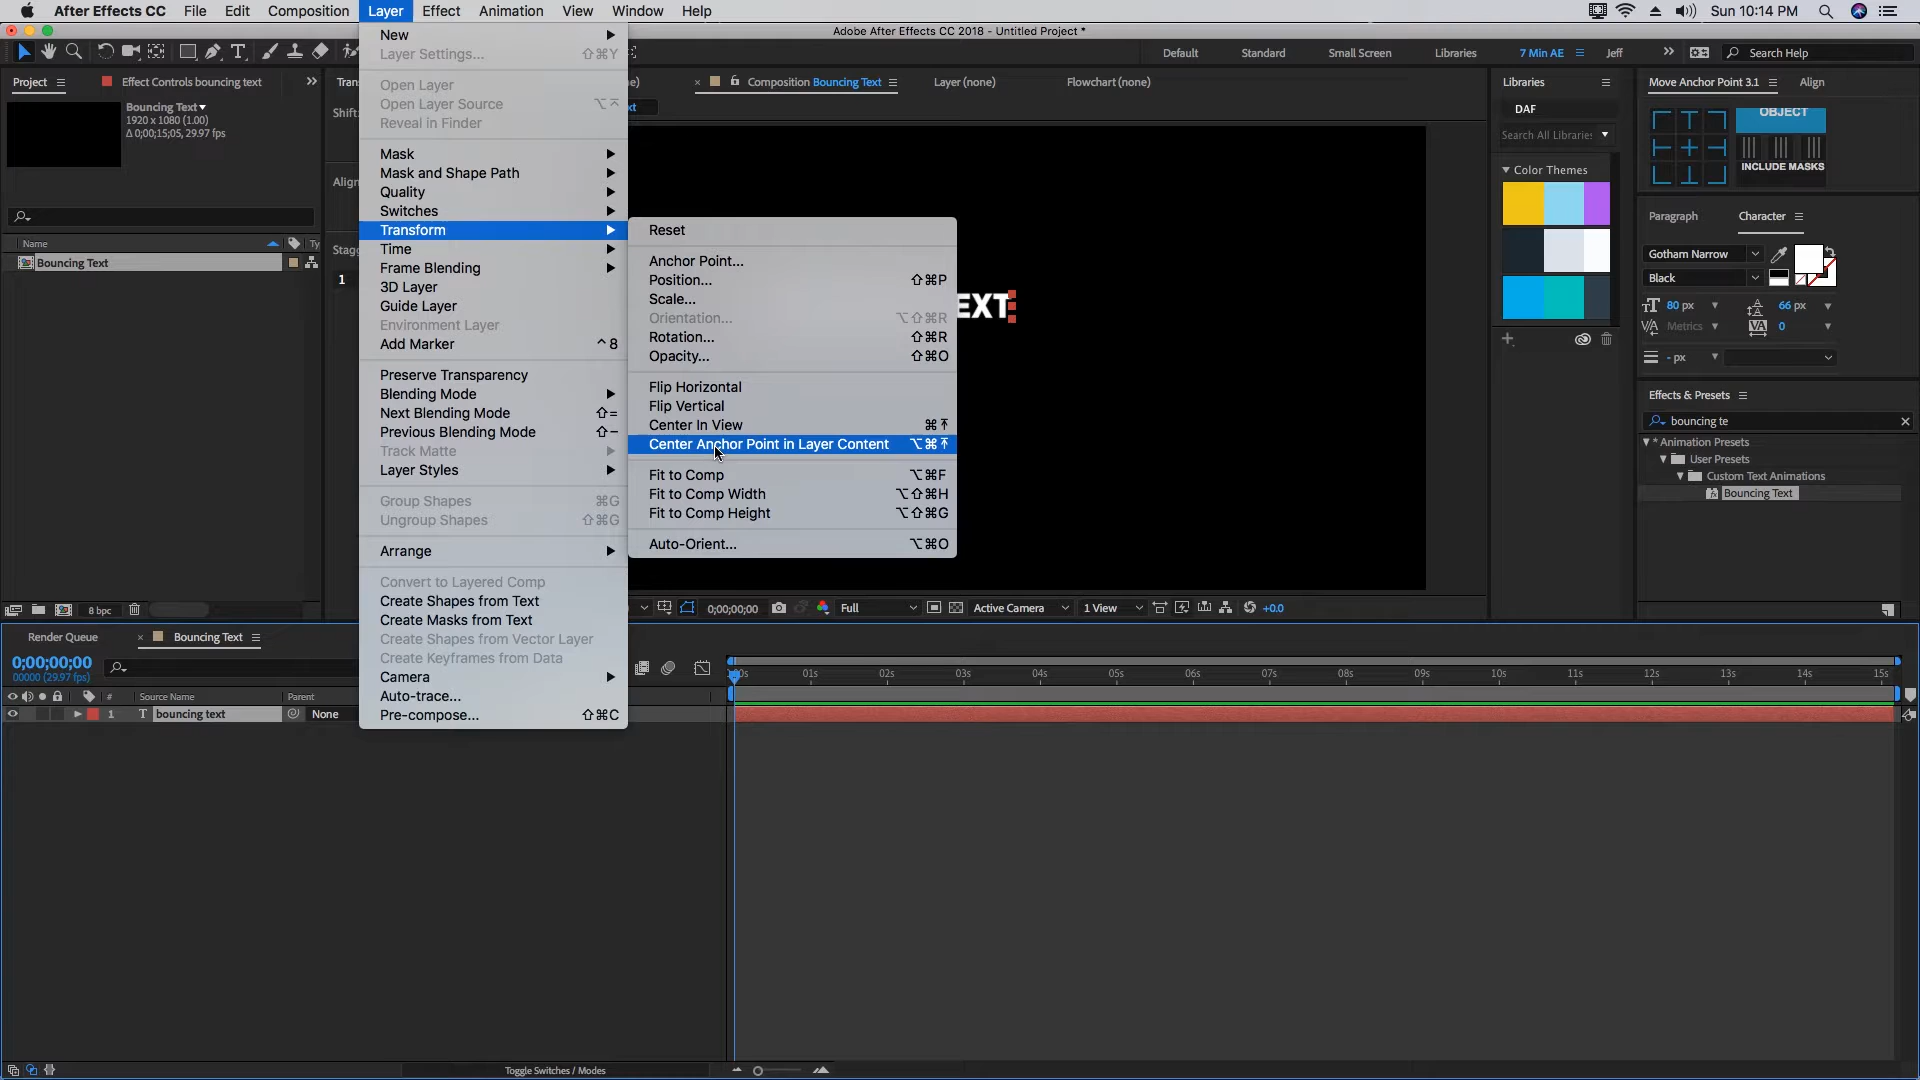 After Effects CC File Edit Composition Layer Effect Animation View Window Help Sun 10:14 PM
Adobe After Effects CC 2018 - Untitled Project *
Default Standard Small Screen Libraries 7 Min AE Jeff » Search Help
Project Effect Controls bouncing text »
Bouncing Text
1920 x 1080 (1.00)
Δ 0;00;15;05, 29.97 fps
Name
Bouncing Text
8 bpc
Shift:
1
New
Layer Settings... ⇧⌘Y
Open Layer
Open Layer Source
Reveal in Finder
Mask
Mask and Shape Path
Quality
Switches
Transform
Time
Frame Blending
3D Layer
Guide Layer
Environment Layer
Add Marker ^8
Preserve Transparency
Blending Mode
Next Blending Mode ⇧=
Previous Blending Mode ⇧-
Track Matte
Layer Styles
Group Shapes ⌘G
Ungroup Shapes ⇧⌘G
Arrange
Convert to Layered Comp
Create Shapes from Text
Create Masks from Text
Create Shapes from Vector Layer
Create Keyframes from Data
Camera
Auto-trace...
Pre-compose... ⇧⌘C
Reset
Anchor Point...
Position... ⇧⌘P
Scale...
Orientation... ⌥⇧⌘R
Rotation... ⇧⌘R
Opacity... ⇧⌘O
Flip Horizontal
Flip Vertical
Center In View
Center Anchor Point in Layer Content
Fit to Comp ⌥⌘F
Fit to Comp Width ⌥⇧⌘H
Fit to Comp Height ⌥⇧⌘G
Auto-Orient... ⌥⌘O
Composition Bouncing Text Layer (none) Flowchart (none)
EXT
0;00;00;00 Full Active Camera 1 View +0.0
Libraries
DAF
Search All Libraries
Color Themes
Move Anchor Point 3.1 Align
OBJECT
INCLUDE MASKS
Paragraph Character
Gotham Narrow
Black
80 px 66 px
Metrics 0
- px
Effects & Presets
bouncing te
* Animation Presets
User Presets
Custom Text Animations
Bouncing Text
Render Queue Bouncing Text
0;00;00;00
00000 (29.97 fps)
# Source Name Parent
1 T bouncing text None
01s 02s 03s 04s 05s 06s 07s 08s 09s 10s 11s 12s 13s 14s 15s
Toggle Switches / Modes